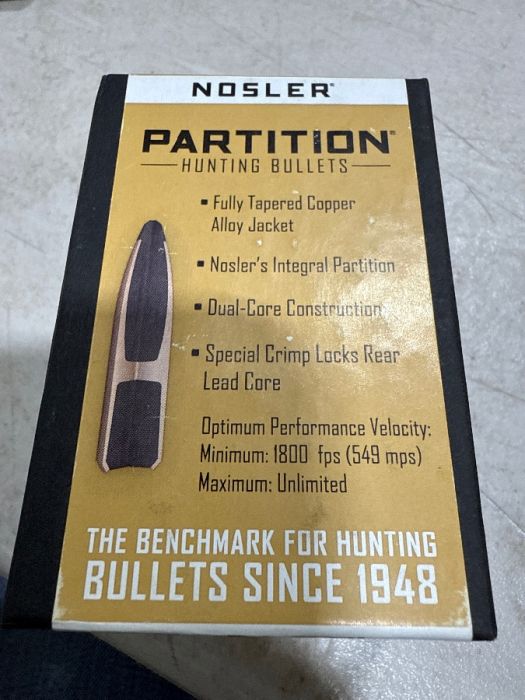 NOSLER®
PARTITION®
HUNTING BULLETS
▪ Fully Tapered Copper
Alloy Jacket
▪ Nosler's Integral Partition
▪ Dual-Core Construction
▪ Special Crimp Locks Rear
Lead Core
Optimum Performance Velocity:
Minimum: 1800 fps (549 mps)
Maximum: Unlimited
THE BENCHMARK FOR HUNTING
BULLETS SINCE 1948